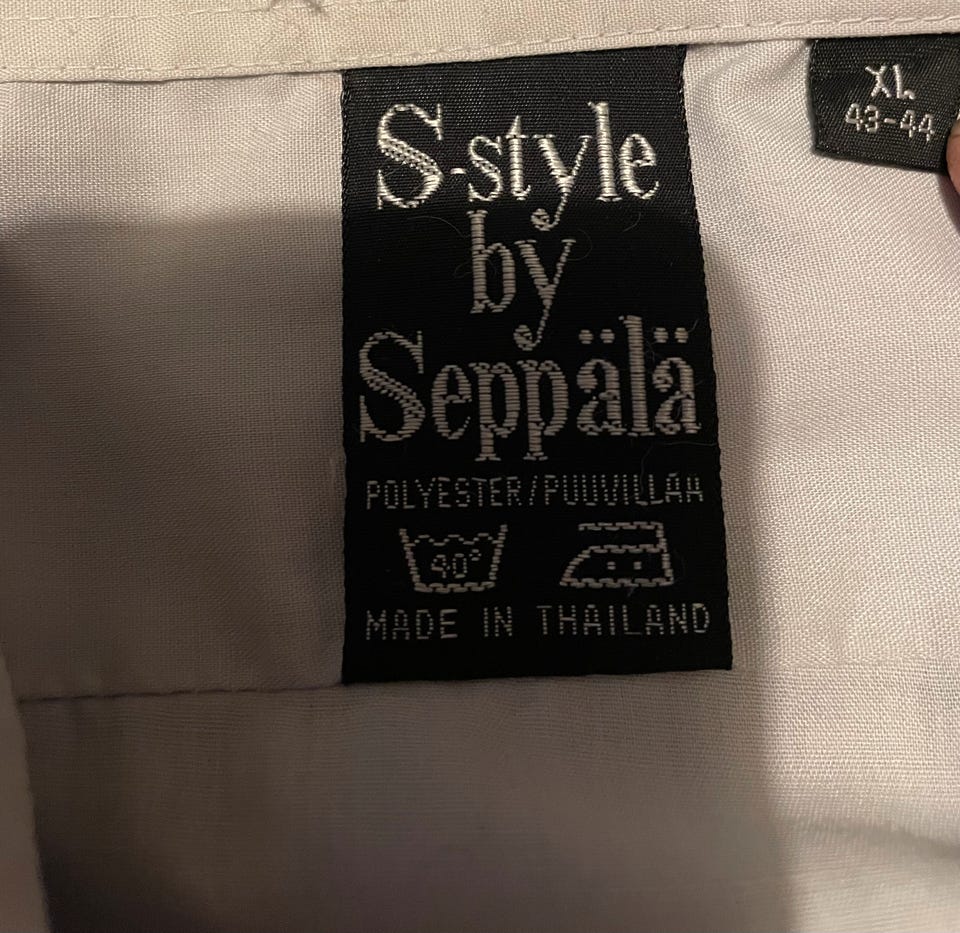 S-style
by
Seppälä
POLYESTER/PUUVILLAA
40°
MADE IN THAILAND
XL
43-44